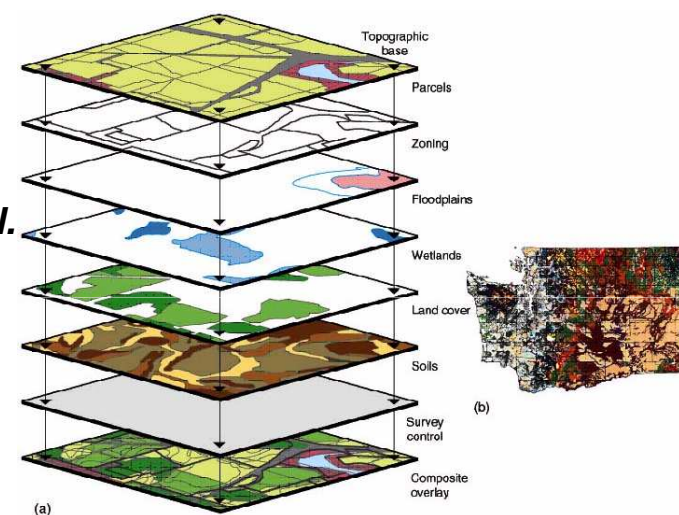 Topographic
base
Parcels
Zoning
Floodplains
Wetlands
Land cover
Soils
Survey
control
Composite
overlay
(a)
(b)